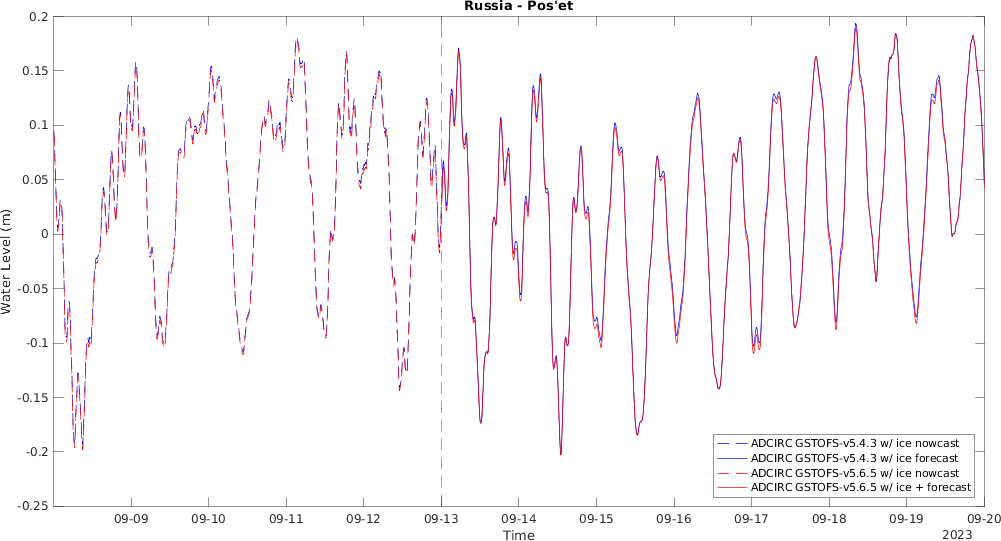 Russia - Pos'et
0.2
0.15
0.1
0.05
0
-0.05
-0.1
-0.15
-0.2
-0.25
Water Level (m)
ADCIRC GSTOFS-v5.4.3 w/ ice nowcast
ADCIRC GSTOFS-v5.4.3 w/ ice forecast
ADCIRC GSTOFS-v5.6.5 w/ ice nowcast
ADCIRC GSTOFS-v5.6.5 w/ ice + forecast
09-09 09-10 09-11 09-12 09-13 09-14 09-15 09-16 09-17 09-18 09-19 09-20
Time
2023